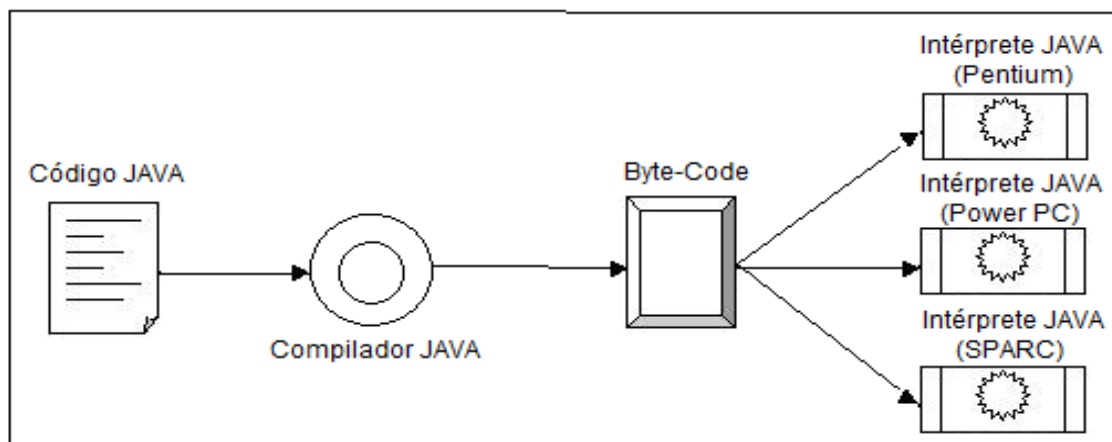 Código JAVA
Compilador JAVA
Byte-Code
Intérprete JAVA
(Pentium)
Intérprete JAVA
(Power PC)
Intérprete JAVA
(SPARC)